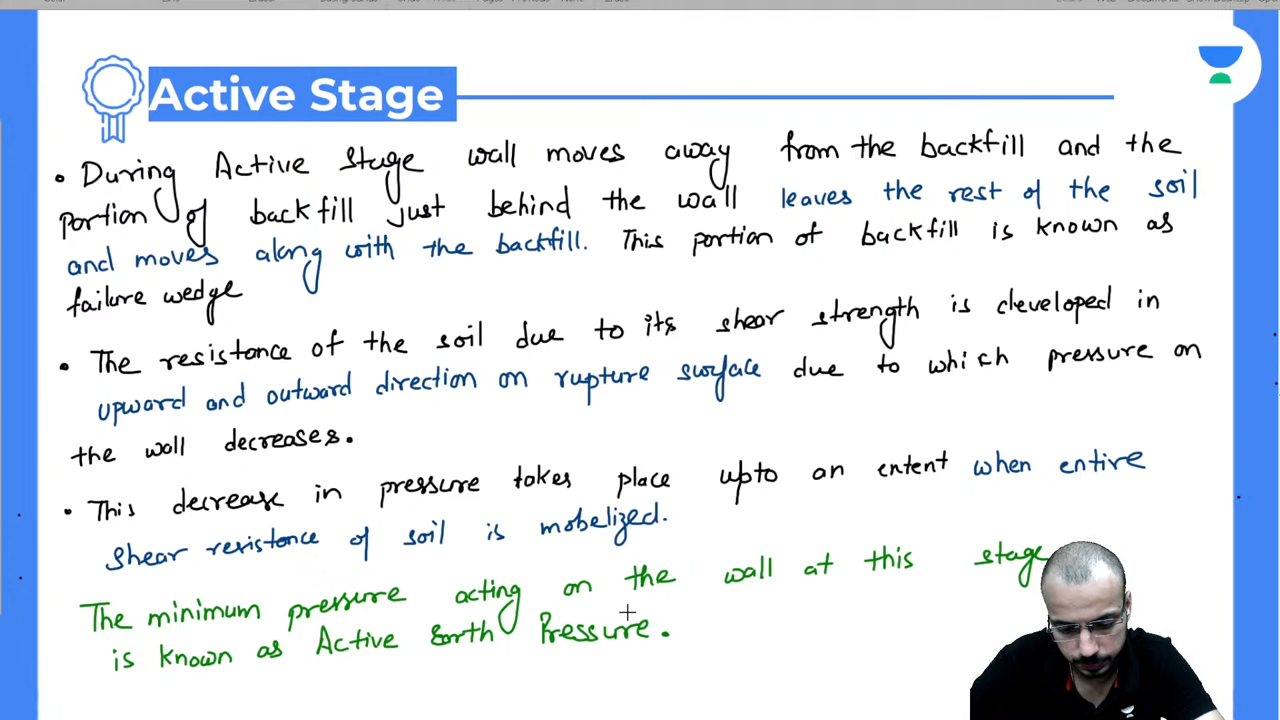 Active Stage
• During Active stage wall moves away from the backfill and the
portion of backfill just behind the wall leaves the rest of the soil
and moves along with the backfill. This portion of backfill is known as
failure wedge
• The resistance of the soil due to its shear strength is developed in
upward and outward direction on rupture surface due to which pressure on
the wall decreases.
• This decrease in pressure takes place upto an extent when entire
shear resistance of soil is mobelized.
The minimum pressure acting on the wall at this stage
is known as Active Earth Pressure.